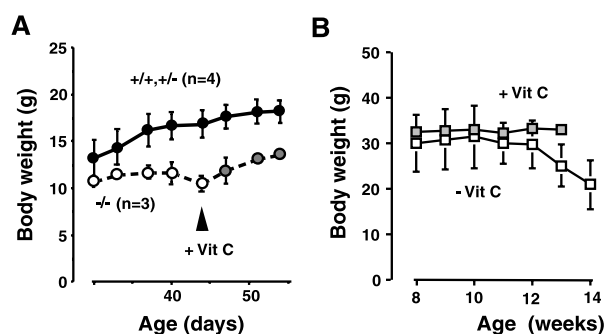 A
Body weight (g)
25
20
15
10
5
0
+/+,+/- (n=4)
-/- (n=3)
+ Vit C
40
50
Age (days)
B
Body weight (g)
50
40
30
20
10
0
+ Vit C
- Vit C
8
10
12
14
Age (weeks)